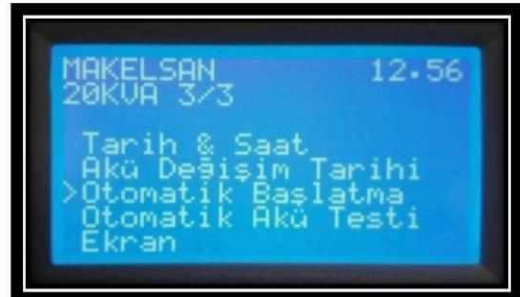 MAKELSAN 12.56
20KVA 3/3
Tarih & Saat
Akü Değişim Tarihi
>Otomatik Başlatma
Otomatik Akü Testi
Ekran